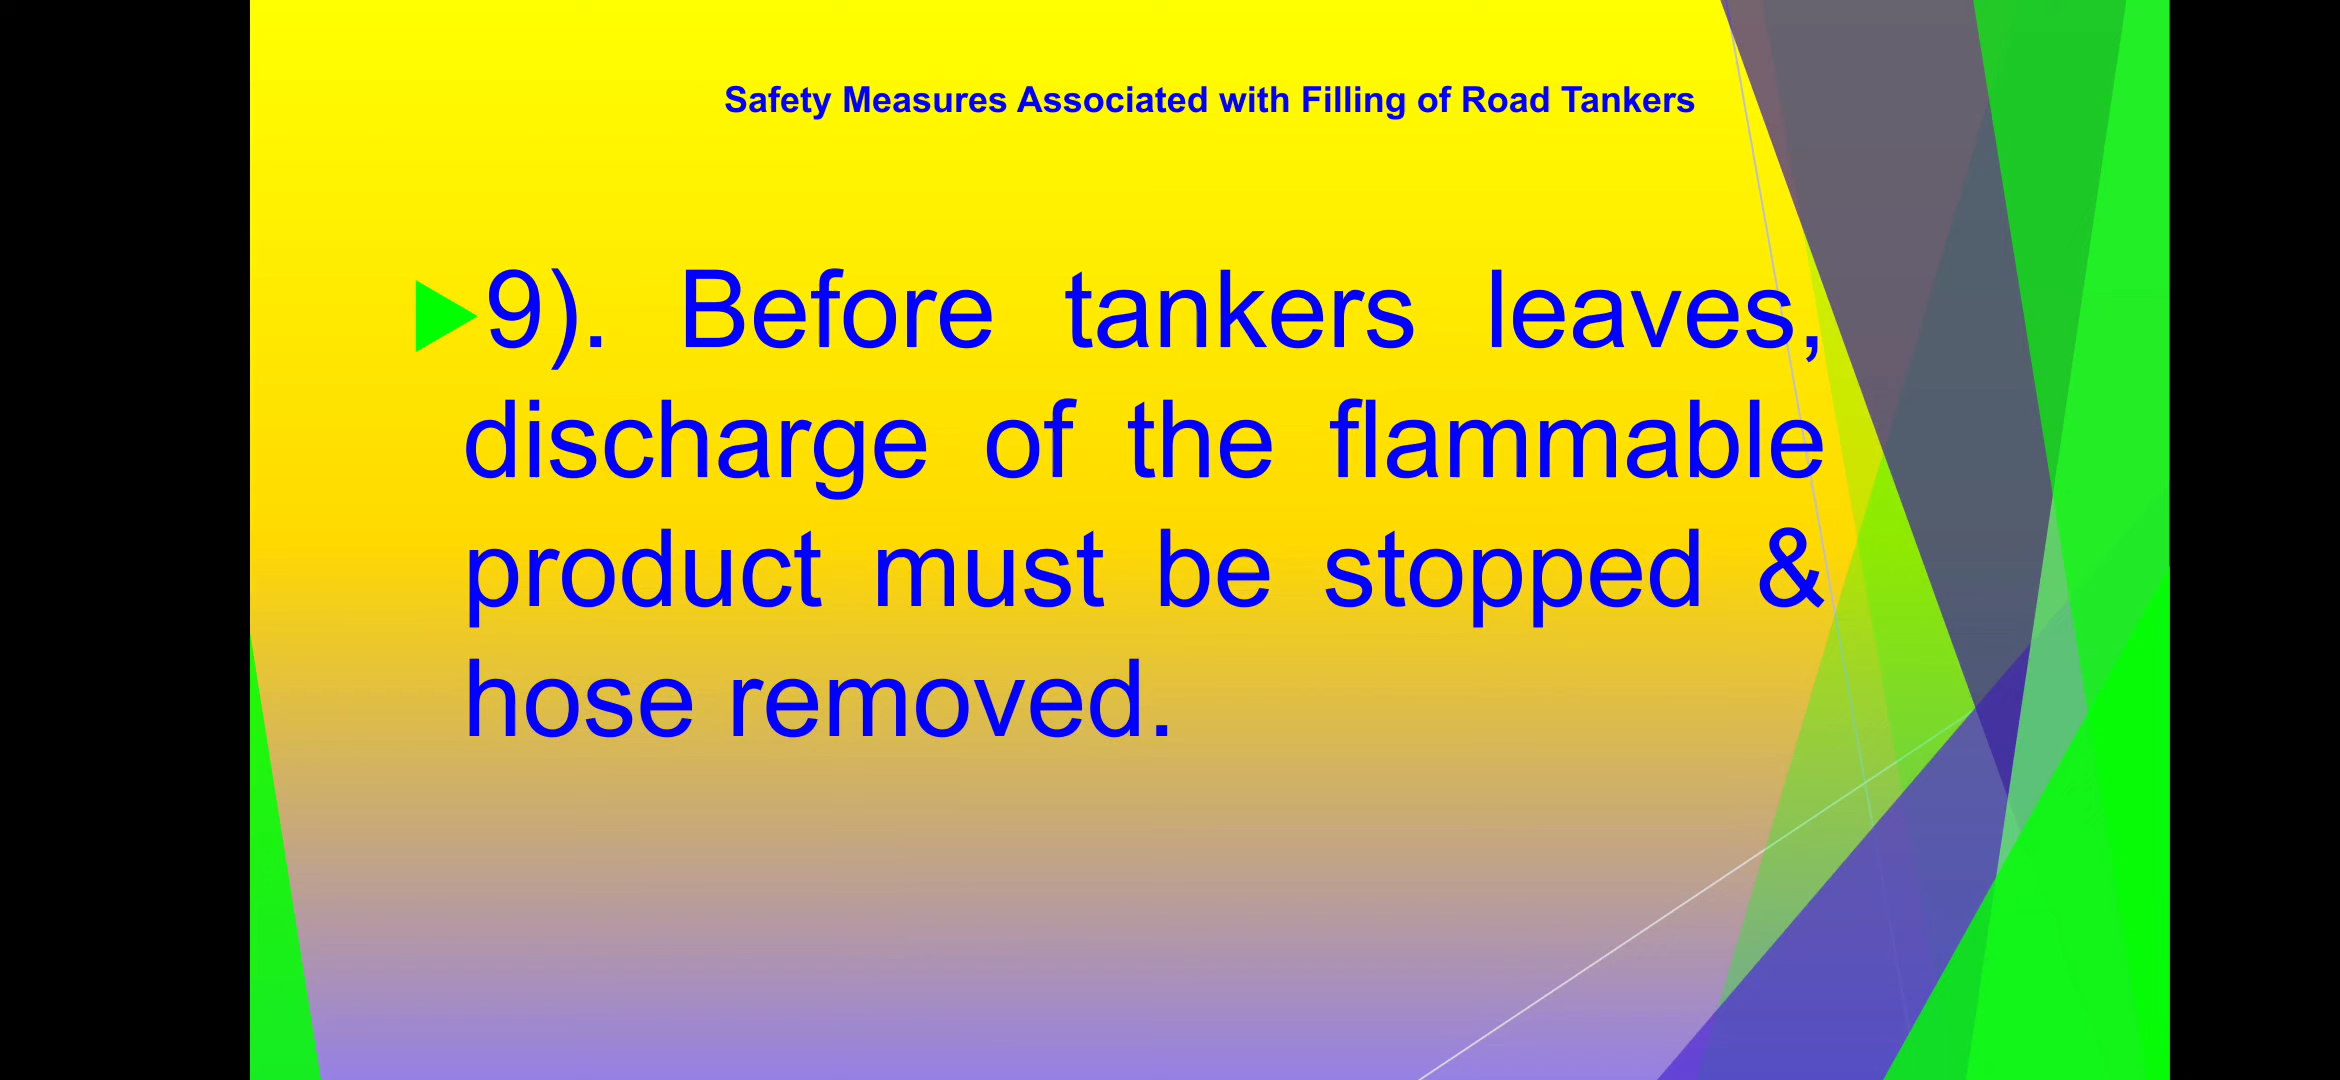 Safety Measures Associated with Filling of Road Tankers
9). Before tankers leaves,
discharge of the flammable
product must be stopped &
hose removed.